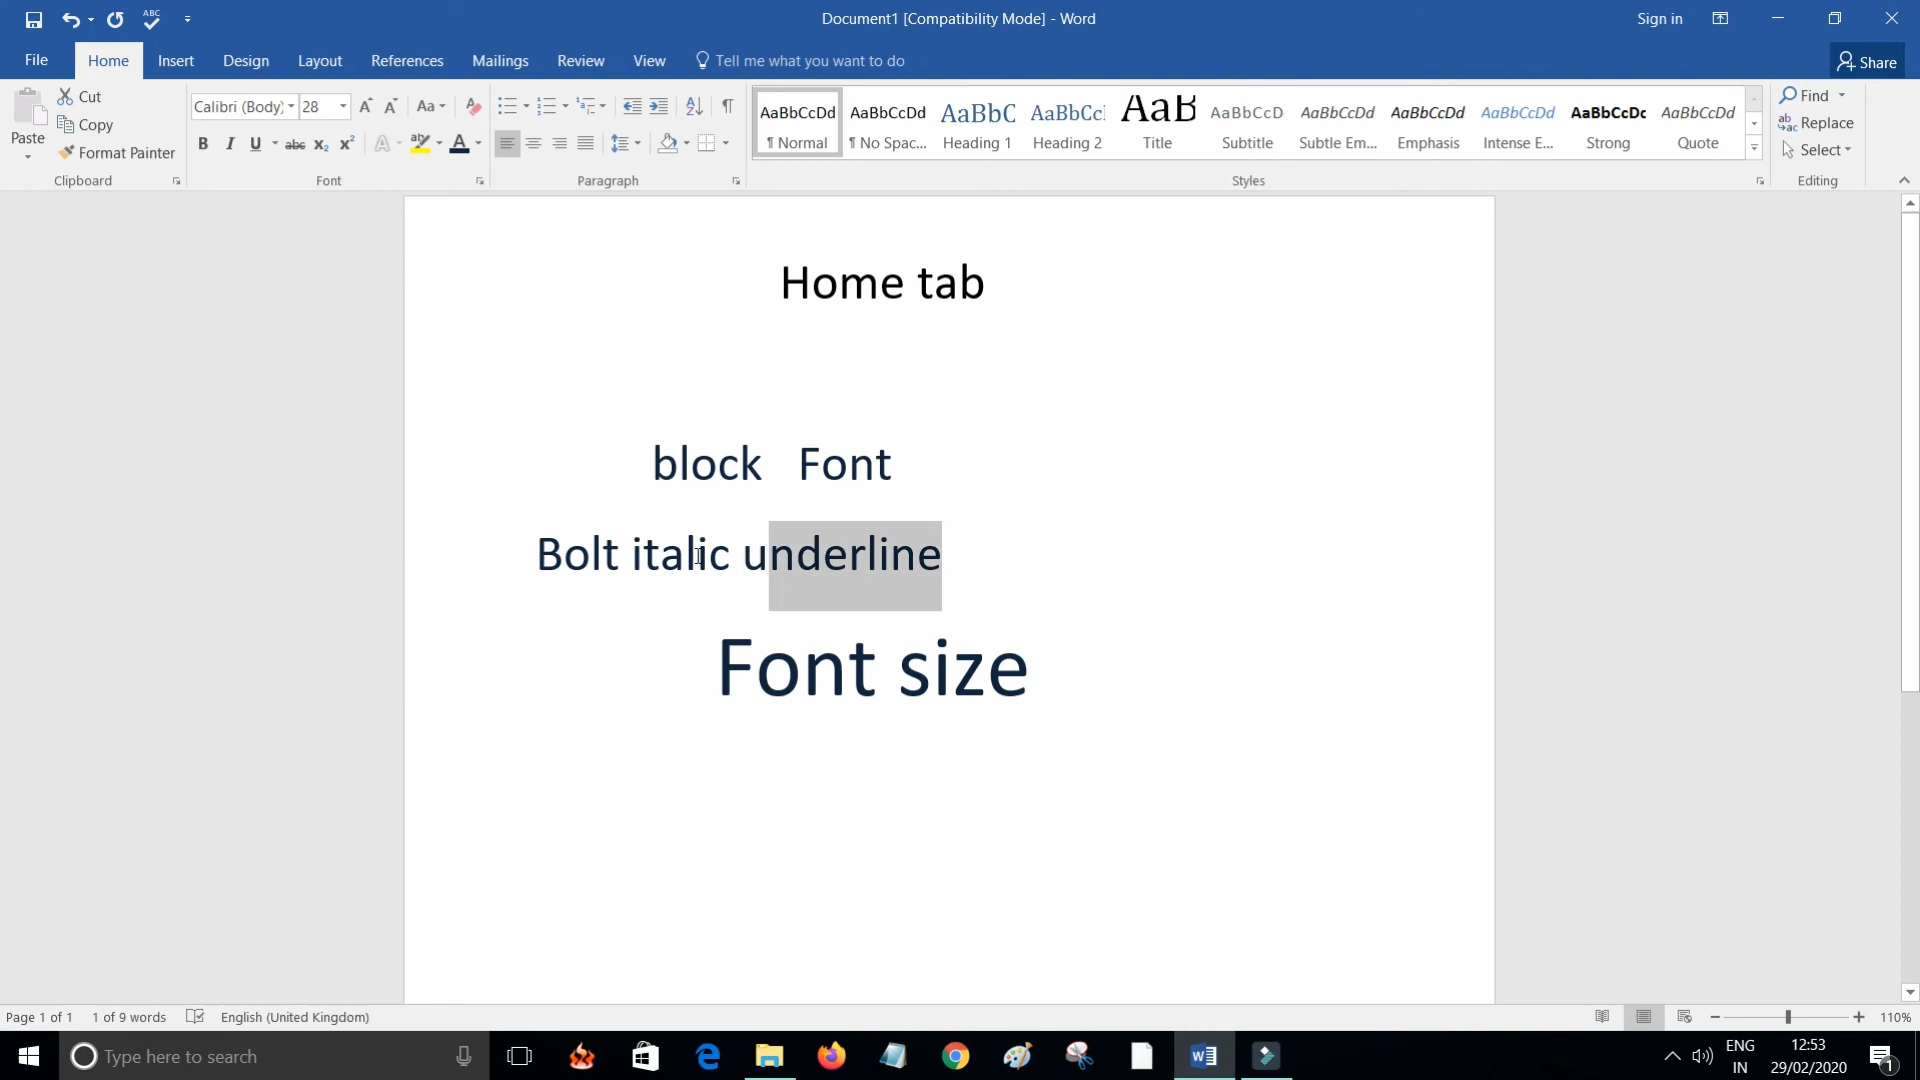 Document1 [Compatibility Mode] - Word
Sign in
File Home Insert Design Layout References Mailings Review View Tell me what you want to do Share
Paste
Cut
Copy
Format Painter
Clipboard
Calibri (Body) 28
Font
Paragraph
AaBbCcDd AaBbCcDd AaBbC AaBbCc AaB AaBbCcD AaBbCcDd AaBbCcDd AaBbCcDd AaBbCcDc AaBbCcDd
¶ Normal ¶ No Spac... Heading 1 Heading 2 Title Subtitle Subtle Em... Emphasis Intense E... Strong Quote
Styles
Find
Replace
Select
Editing
Home tab
block Font
Bolt italic underline
Font size
Page 1 of 1 1 of 9 words English (United Kingdom) 110%
Type here to search
ENG
IN
12:53
29/02/2020
1